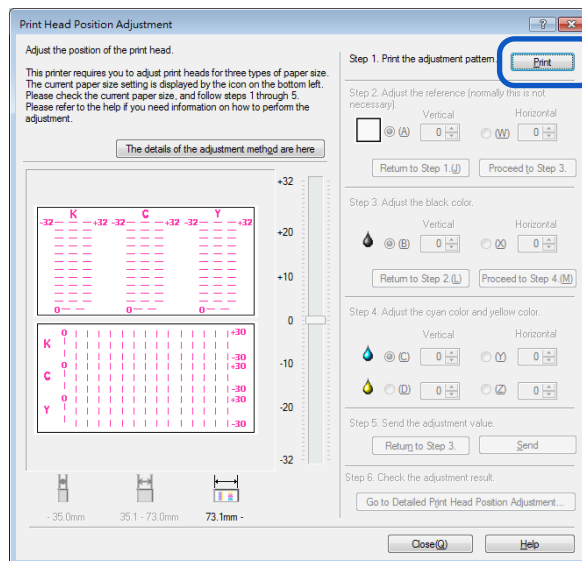 Print Head Position Adjustment
?
Adjust the position of the print head.
This printer requires you to adjust print heads for three types of paper size.
The current paper size setting is displayed by the icon on the bottom left.
Please check the current paper size, and follow steps 1 through 5.
Please refer to the help if you need information on how to perform the
adjustment.
The details of the adjustment method are here
+32
+20
+10
0
-10
-20
-32
K C Y
-32 +32 -32 +32 -32 +32
0 0 0
0 +30
K
-30
0 +30
C
-30
0 +30
Y
-30
- 35.0mm 35.1 - 73.0mm 73.1mm -
Step 1. Print the adjustment pattern.
Print
Step 2. Adjust the reference (normally this is not
necessary).
Vertical Horizontal
(A) 0 (W) 0
Return to Step 1.(J) Proceed to Step 3.
Step 3. Adjust the black color.
Vertical Horizontal
(B) 0 (X) 0
Return to Step 2.(L) Proceed to Step 4.(M)
Step 4. Adjust the cyan color and yellow color.
Vertical Horizontal
(C) 0 (Y) 0
(D) 0 (Z) 0
Step 5. Send the adjustment value.
Return to Step 3. Send
Step 6. Check the adjustment result.
Go to Detailed Print Head Position Adjustment...
Close(Q) Help